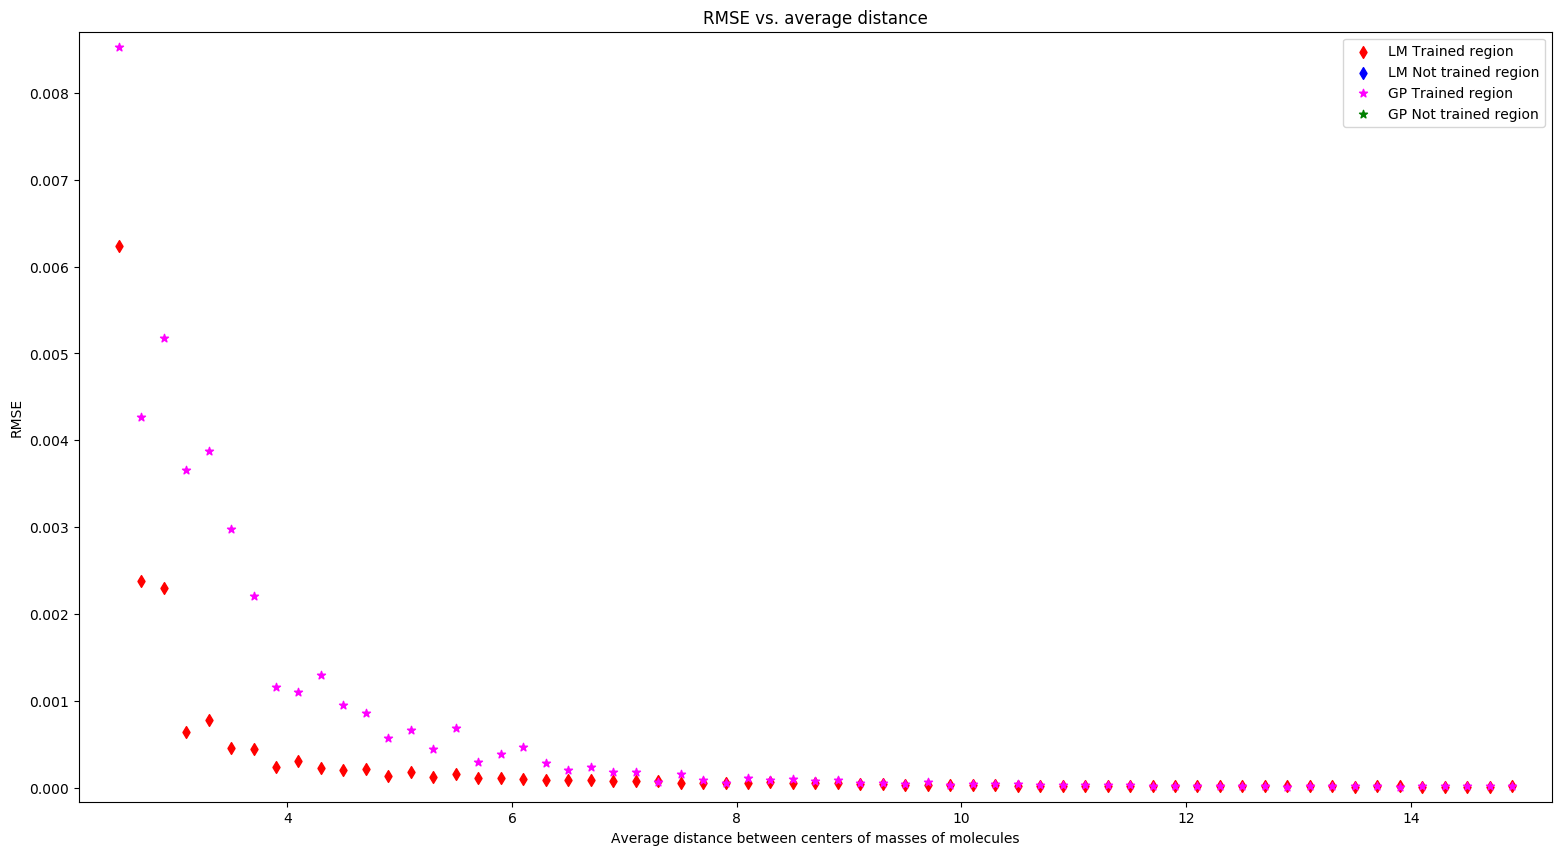 RMSE vs. average distance
LM Trained region
LM Not trained region
GP Trained region
GP Not trained region
0.008
0.007
0.006
0.005
0.004
0.003
0.002
0.001
0.000
RMSE
4 6 8 10 12 14
Average distance between centers of masses of molecules